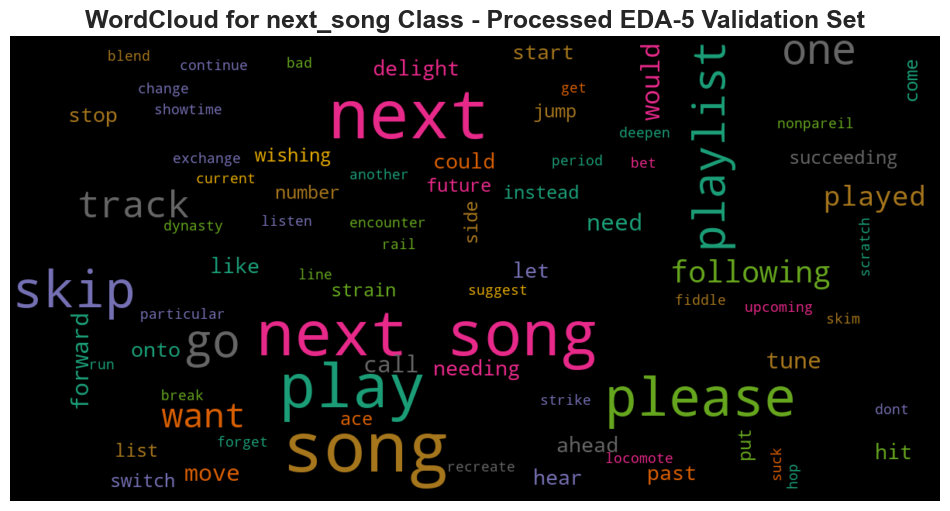 WordCloud for next_song Class - Processed EDA-5 Validation Set
blend
continue
bad
delight
start
would
playlist
one
come
change
showtime
stop
next
get
jump
deepen
nonpareil
exchange
wishing
could
period
bet
succeeding
current
another
future
instead
number
track
played
dynasty
listen
encounter
side
need
rail
scratch
like
line
let
following
skip
strain
suggest
fiddle
upcoming
particular
skim
forward
onto
go
next song
run
call
needing
tune
play
please
break
want
ace
strike
dont
song
put
forget
list
ahead
hit
switch
move
recreate
hear
locomote
past
suck
hop